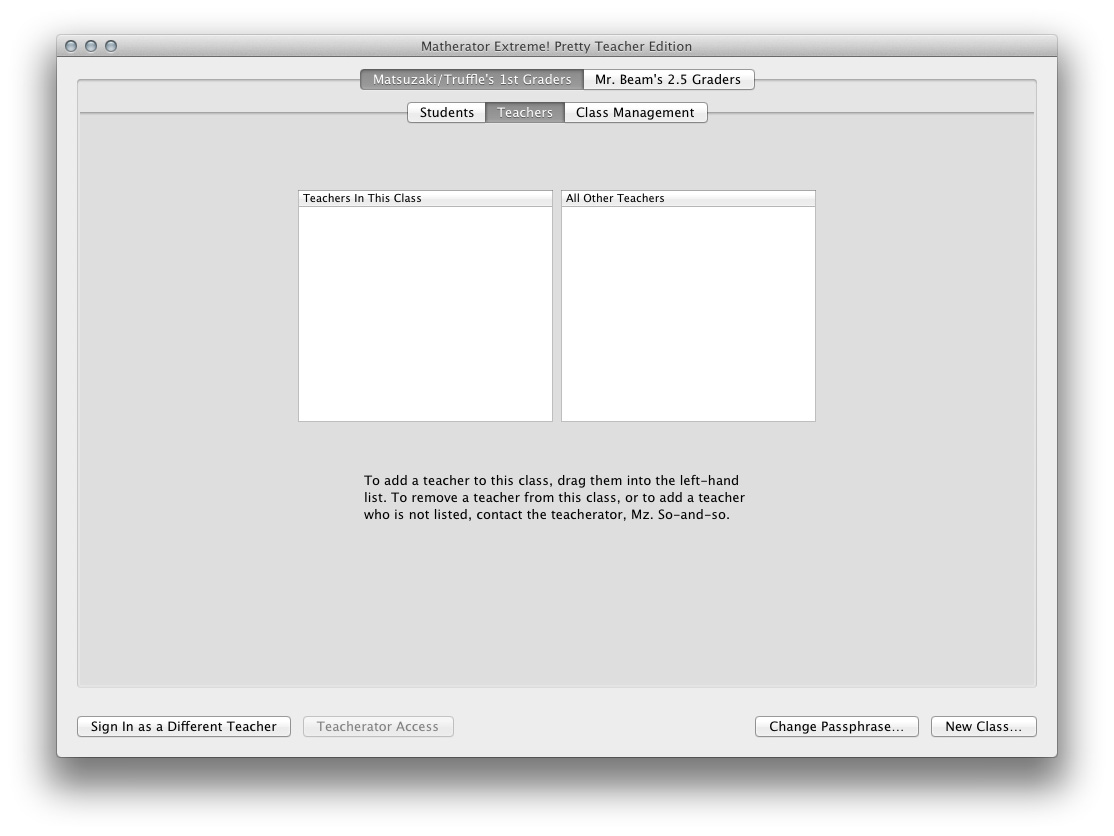 Matherator Extreme! Pretty Teacher Edition
Matsuzaki/Truffle's 1st Graders
Mr. Beam's 2.5 Graders
Students
Teachers
Class Management
Teachers In This Class
All Other Teachers
To add a teacher to this class, drag them into the left-hand
list. To remove a teacher from this class, or to add a teacher
who is not listed, contact the teacherator, Mz. So-and-so.
Sign In as a Different Teacher
Teacherator Access
Change Passphrase...
New Class...